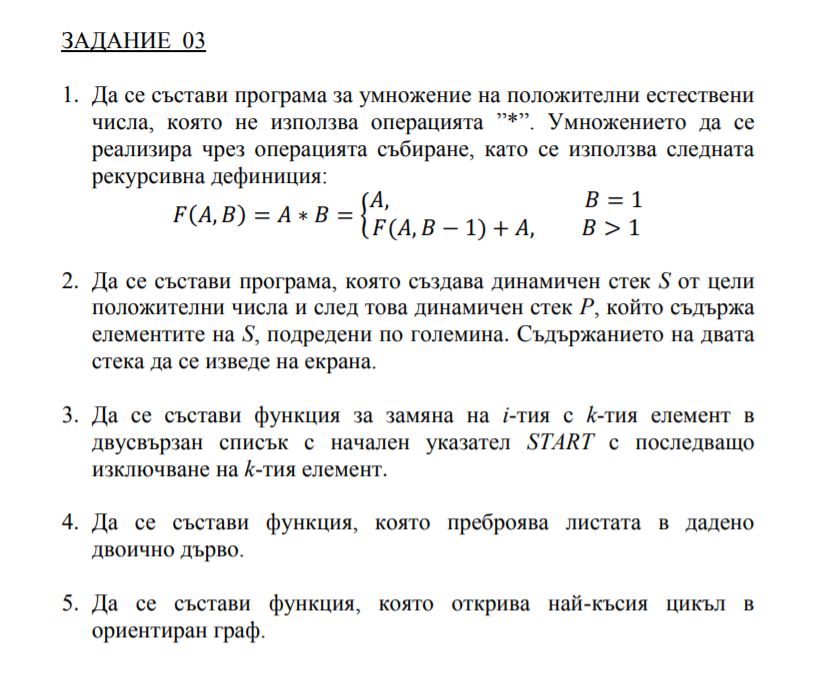 ЗАДАНИЕ 03
1. Да се състави програма за умножение на положителни естествени
числа, която не използва операцията ”*”. Умножението да се
реализира чрез операцията събиране, като се използва следната
рекурсивна дефиниция:
F(A, B) = A ∗ B = { A, B = 1
F(A, B − 1) + A, B > 1
2. Да се състави програма, която създава динамичен стек S от цели
положителни числа и след това динамичен стек P, който съдържа
елементите на S, подредени по големина. Съдържанието на двата
стека да се изведе на екрана.
3. Да се състави функция за замяна на i-тия с k-тия елемент в
двусвързан списък с начален указател START с последващо
изключване на k-тия елемент.
4. Да се състави функция, която преброява листата в дадено
двоично дърво.
5. Да се състави функция, която открива най-късия цикъл в
ориентиран граф.